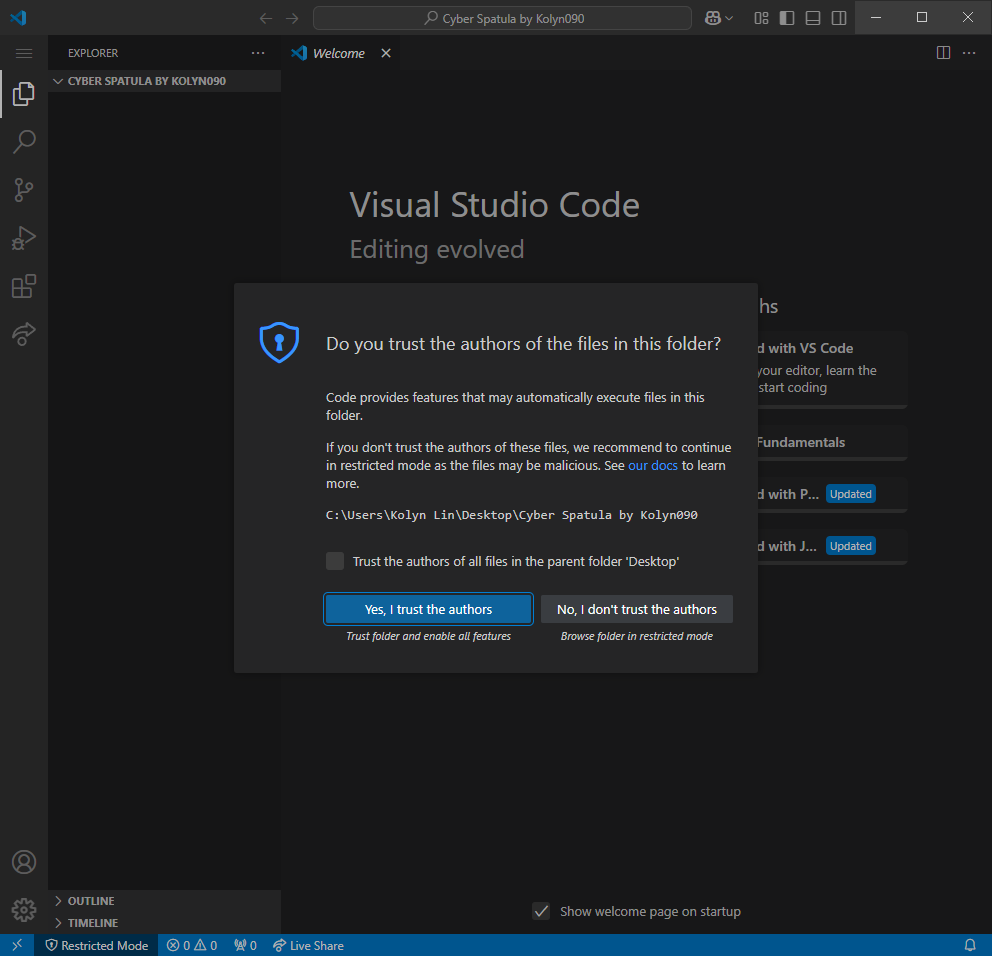 Cyber Spatula by Kolyn090
EXPLORER
Welcome
CYBER SPATULA BY KOLYN090
Visual Studio Code
Editing evolved
hs
d with VS Code
your editor, learn the
start coding
Fundamentals
d with P... Updated
d with J... Updated
Do you trust the authors of the files in this folder?
Code provides features that may automatically execute files in this
folder.
If you don't trust the authors of these files, we recommend to continue
in restricted mode as the files may be malicious. See our docs to learn
more.
C:\Users\Kolyn Lin\Desktop\Cyber Spatula by Kolyn090
Trust the authors of all files in the parent folder 'Desktop'
Yes, I trust the authors No, I don't trust the authors
Trust folder and enable all features Browse folder in restricted mode
Show welcome page on startup
OUTLINE
TIMELINE
Restricted Mode 0 0 0 Live Share